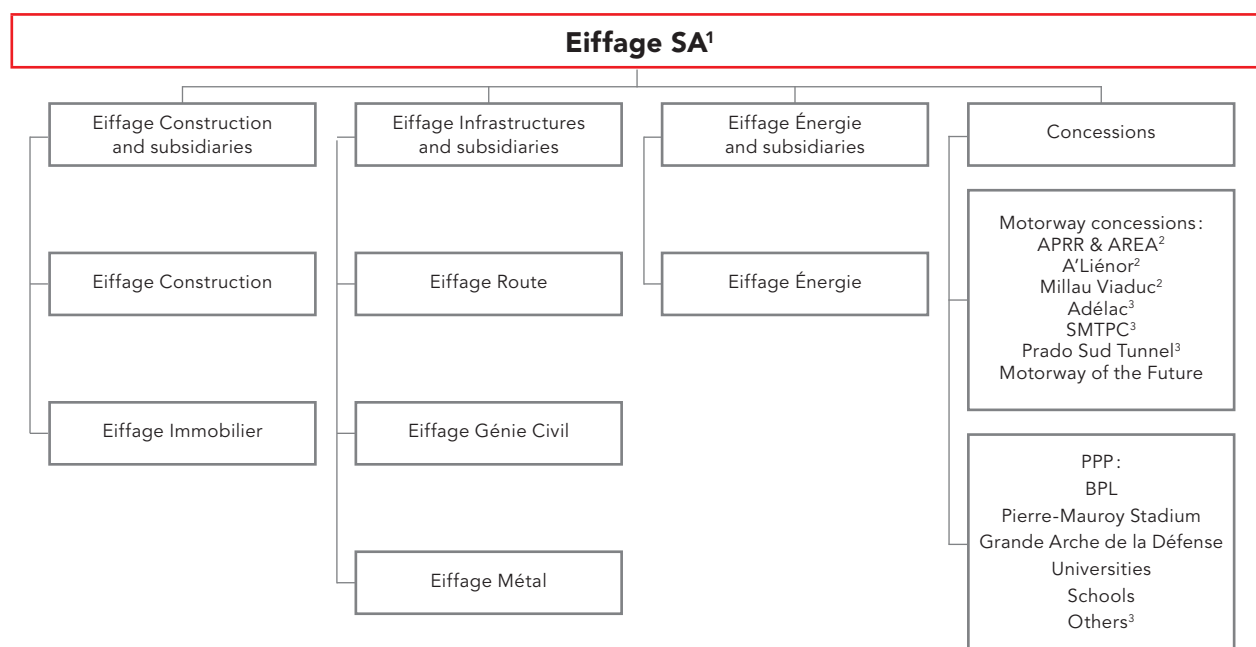 Eiffage SA¹
Eiffage Construction
and subsidiaries
Eiffage Infrastructures
and subsidiaries
Eiffage Énergie
and subsidiaries
Concessions
Eiffage Construction
Eiffage Route
Eiffage Énergie
Motorway concessions :
APRR & AREA²
A’Liénor²
Millau Viaduc²
Adélac³
SMTPC³
Prado Sud Tunnel³
Motorway of the Future
Eiffage Immobilier
Eiffage Génie Civil
PPP :
BPL
Pierre-Mauroy Stadium
Grande Arche de la Défense
Universities
Schools
Others³
Eiffage Métal